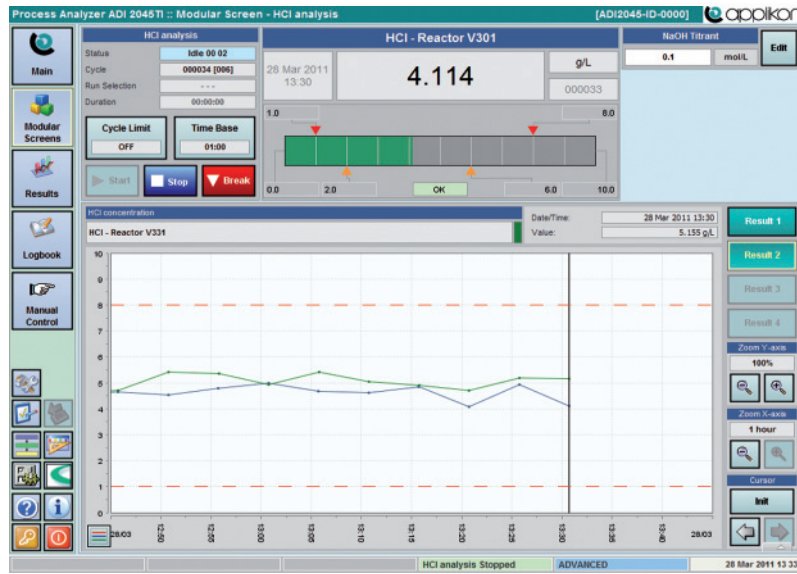 Process Analyzer ADI 2045TI :: Modular Screen - HCl analysis
[ADI2045-ID-0000]
applikon
Main
Modular
Screens
Results
Logbook
Manual
Control
HCl analysis
Status
Idle 00 02
Cycle
000034 [006]
Run Selection
- - -
Duration
00:00:00
Cycle Limit
OFF
Time Base
01:00
Start
Stop
Break
HCl - Reactor V301
28 Mar 2011
13:30
4.114
g/L
000033
1.0
8.0
0.0
2.0
OK
6.0
10.0
NaOH Titrant
0.1
mol/L
Edit
HCl concentration
HCl - Reactor V331
Date/Time:
28 Mar 2011 13:30
Value:
5.155 g/L
10
9
8
7
6
5
4
3
2
1
0
28/03
12:50
12:55
13:00
13:05
13:10
13:15
13:20
13:25
13:30
13:35
13:40
28/03
Result 1
Result 2
Result 3
Result 4
Zoom Y-axis
100%
Zoom X-axis
1 hour
Cursor
Init
HCl analysis Stopped
ADVANCED
28 Mar 2011 13 33